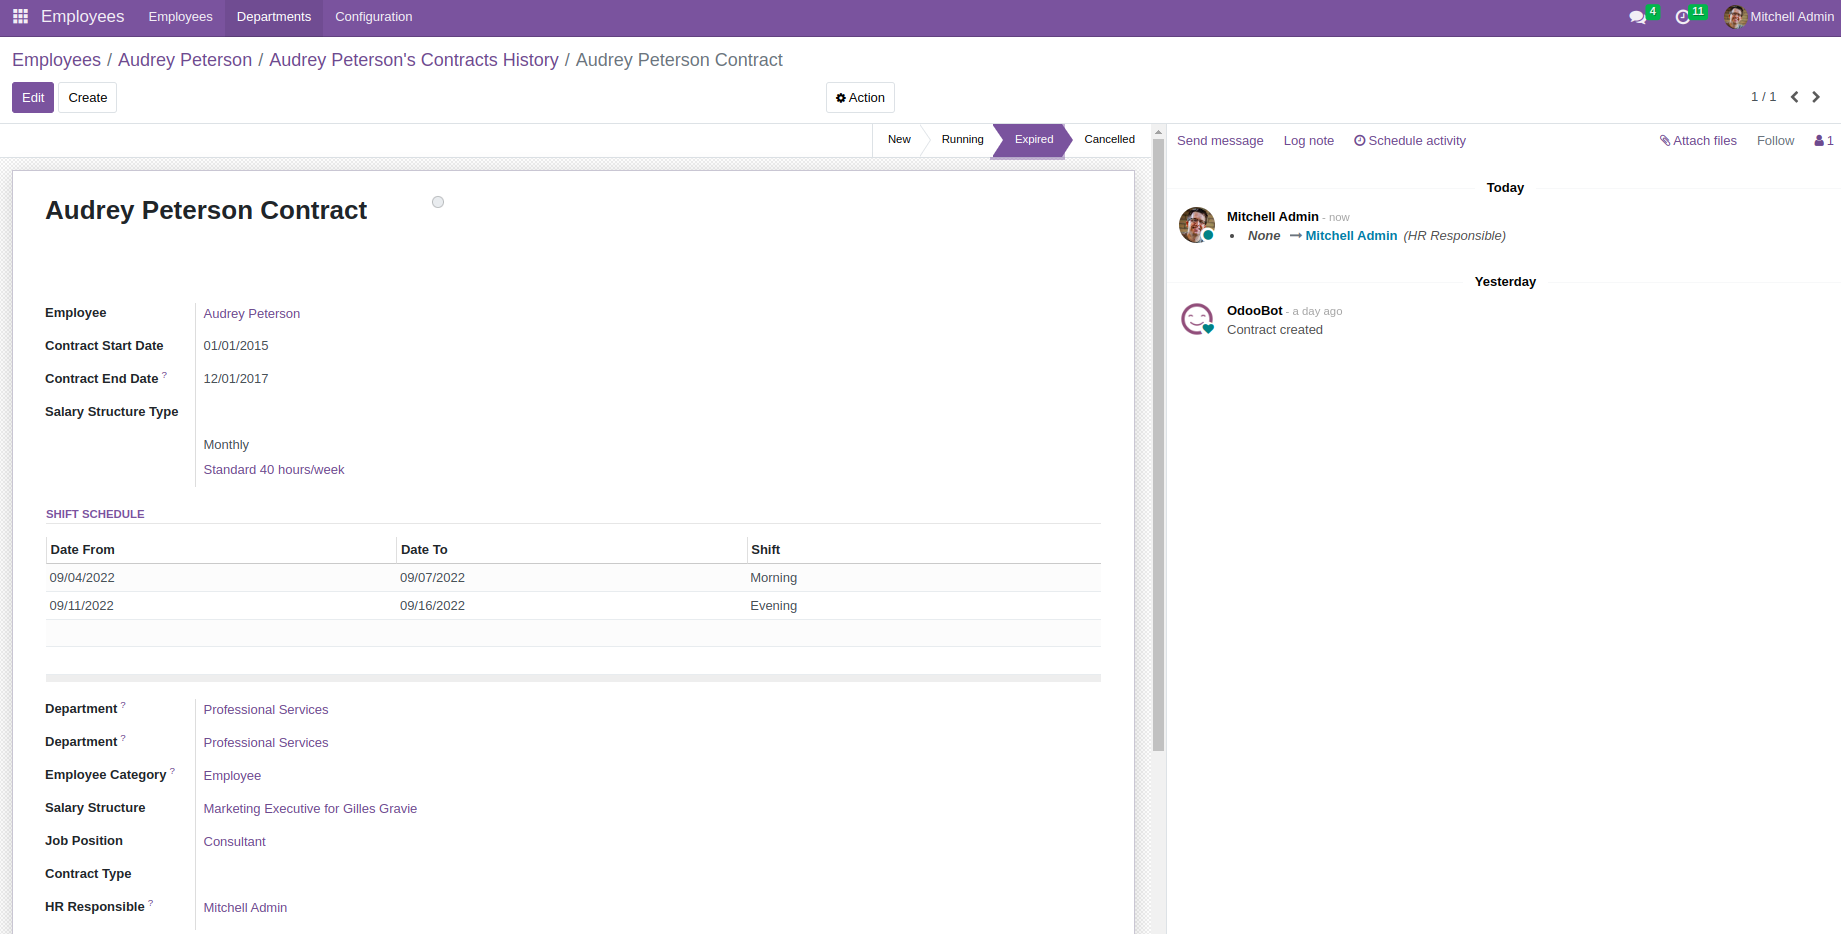 Employees Employees Departments Configuration 4 11 Mitchell Admin
Employees / Audrey Peterson / Audrey Peterson's Contracts History / Audrey Peterson Contract
Edit Create Action 1 / 1
New Running Expired Cancelled
Send message Log note Schedule activity Attach files Follow 1
Audrey Peterson Contract
Employee Audrey Peterson
Contract Start Date 01/01/2015
Contract End Date ? 12/01/2017
Salary Structure Type
Monthly
Standard 40 hours/week
SHIFT SCHEDULE
Date From Date To Shift
09/04/2022 09/07/2022 Morning
09/11/2022 09/16/2022 Evening
Department ? Professional Services
Department ? Professional Services
Employee Category ? Employee
Salary Structure Marketing Executive for Gilles Gravie
Job Position Consultant
Contract Type
HR Responsible ? Mitchell Admin
Today
Mitchell Admin - now
• None Mitchell Admin (HR Responsible)
Yesterday
OdooBot - a day ago
Contract created